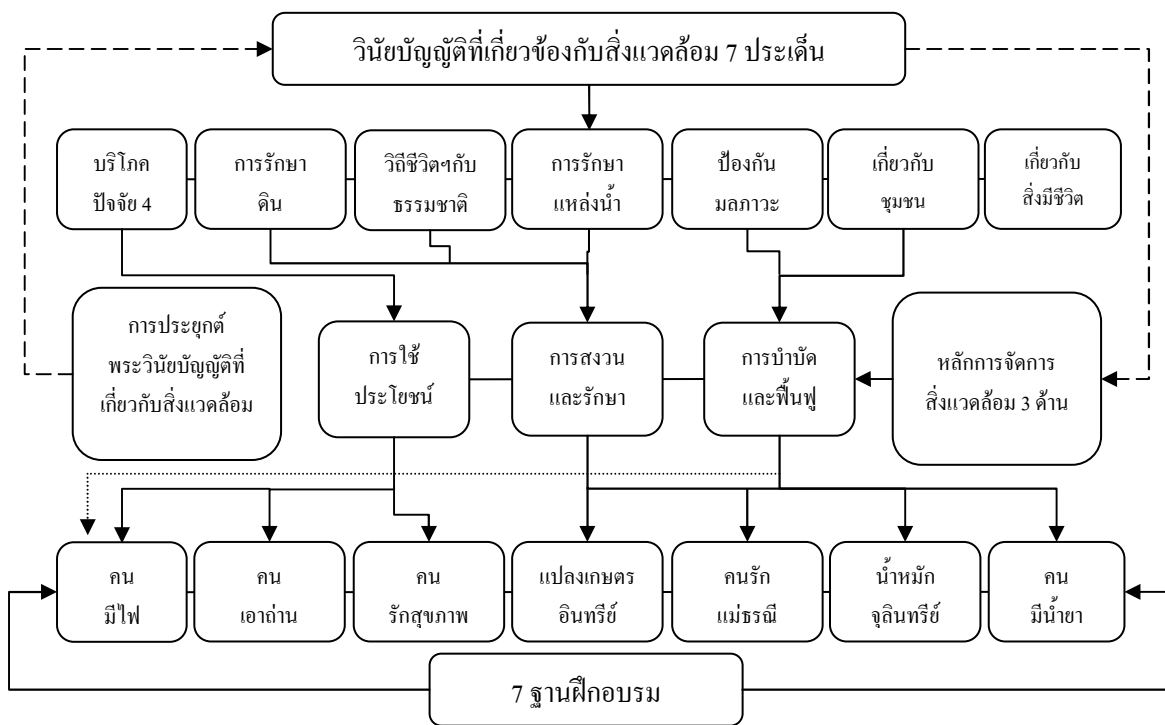 วินัยบัญญัติที่เกี่ยวข้องกับสิ่งแวดล้อม 7 ประเด็น
บริโภค
ปัจจัย 4
การรักษา
ดิน
วิถีชีวิตฯกับ
ธรรมชาติ
การรักษา
แหล่งน้ำ
ป้องกัน
มลภาวะ
เกี่ยวกับ
ชุมชน
เกี่ยวกับ
สิ่งมีชีวิต
การประยุกต์
พระวินัยบัญญัติที่
เกี่ยวกับสิ่งแวดล้อม
การใช้
ประโยชน์
การสงวน
และรักษา
การบำบัด
และฟื้นฟู
หลักการจัดการ
สิ่งแวดล้อม 3 ด้าน
คน
มีไฟ
คน
เอาถ่าน
คน
รักสุขภาพ
แปลงเกษตร
อินทรีย์
คนรัก
แม่ธรณี
น้ำหมัก
จุลินทรีย์
คน
มีน้ำยา
7 ฐานฝึกอบรม